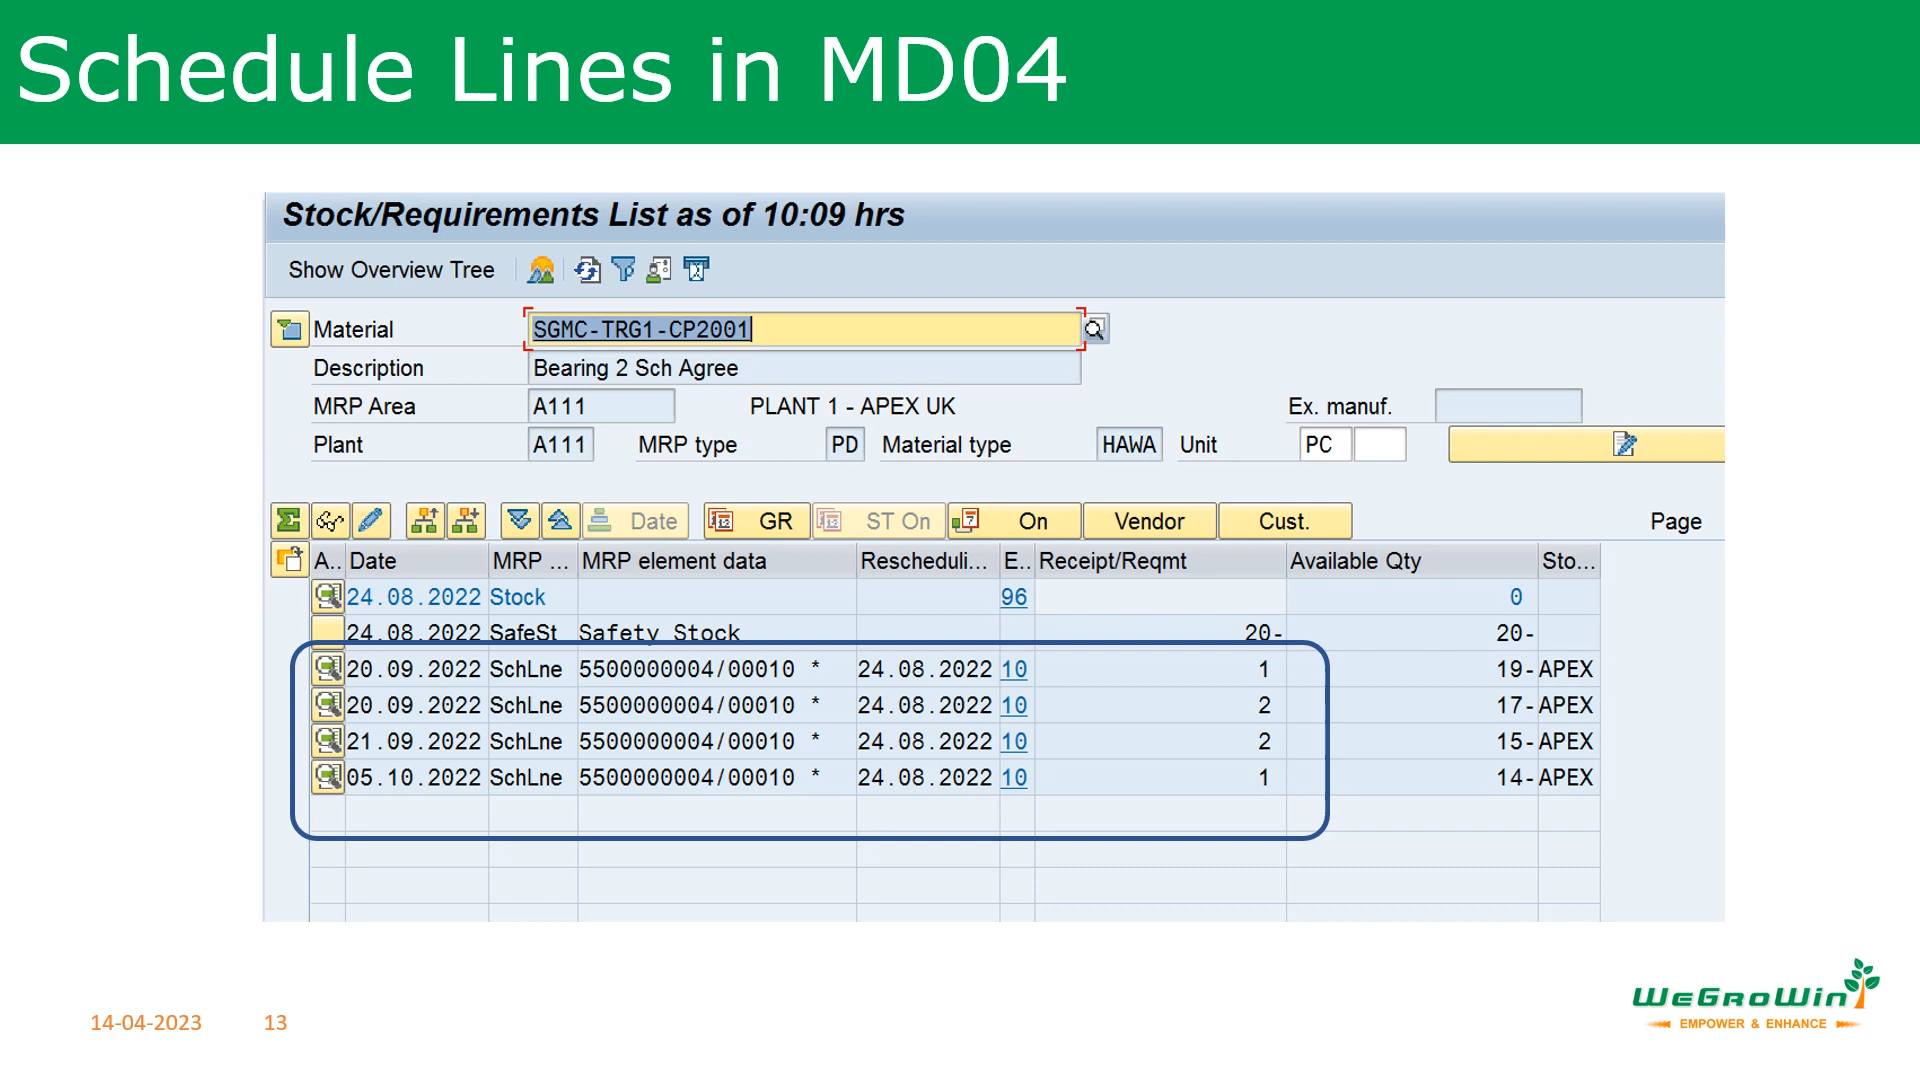 Schedule Lines in MD04
Stock/Requirements List as of 10:09 hrs
Show Overview Tree
Material SGMC-TRG1-CP2001
Description Bearing 2 Sch Agree
MRP Area A111 PLANT 1 - APEX UK Ex. manuf.
Plant A111 MRP type PD Material type HAWA Unit PC
Date GR ST On On Vendor Cust. Page
A.. Date MRP ... MRP element data Rescheduli... E.. Receipt/Reqmt Available Qty Sto...
24.08.2022 Stock 96 0
24.08.2022 SafeSt Safety Stock 20- 20-
20.09.2022 SchLne 5500000004/00010 * 24.08.2022 10 1 19- APEX
20.09.2022 SchLne 5500000004/00010 * 24.08.2022 10 2 17- APEX
21.09.2022 SchLne 5500000004/00010 * 24.08.2022 10 2 15- APEX
05.10.2022 SchLne 5500000004/00010 * 24.08.2022 10 1 14- APEX
WeGroWin
EMPOWER & ENHANCE
14-04-2023 13